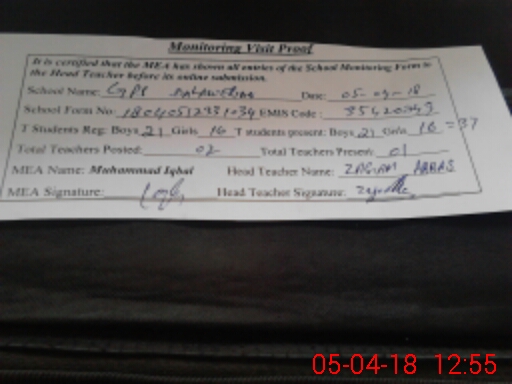 Monitoring Visit Proof
It is certified that the MEA has shown all entries of the School Monitoring Form to
the Head Teacher before its online submission.
School Name: GPS Date: 05-04-18
School Form No: EMIS Code:
T Students Reg: Boys 21 Girls 16 T students present: Boys 21 Girls 16 = 37
Total Teachers Posted: 02 Total Teachers Present: 01
MEA Name: Muhammad Iqbal Head Teacher Name: ABBAS
MEA Signature: Head Teacher Signature:
05-04-18 12:55